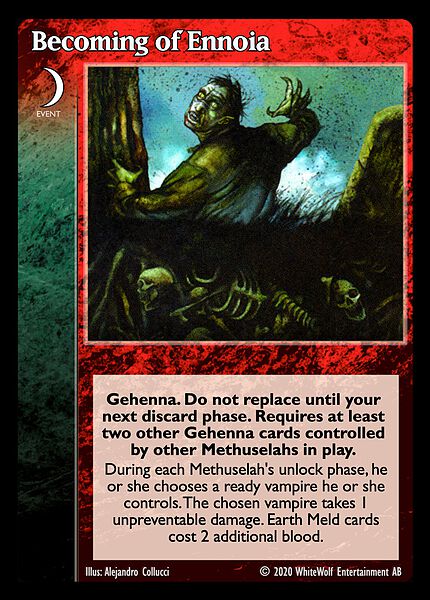 Becoming of Ennoia
EVENT
Gehenna. Do not replace until your
next discard phase. Requires at least
two other Gehenna cards controlled
by other Methuselahs in play.
During each Methuselah's unlock phase, he
or she chooses a ready vampire he or she
controls. The chosen vampire takes 1
unpreventable damage. Earth Meld cards
cost 2 additional blood.
Illus: Alejandro Collucci
© 2020 WhiteWolf Entertainment AB